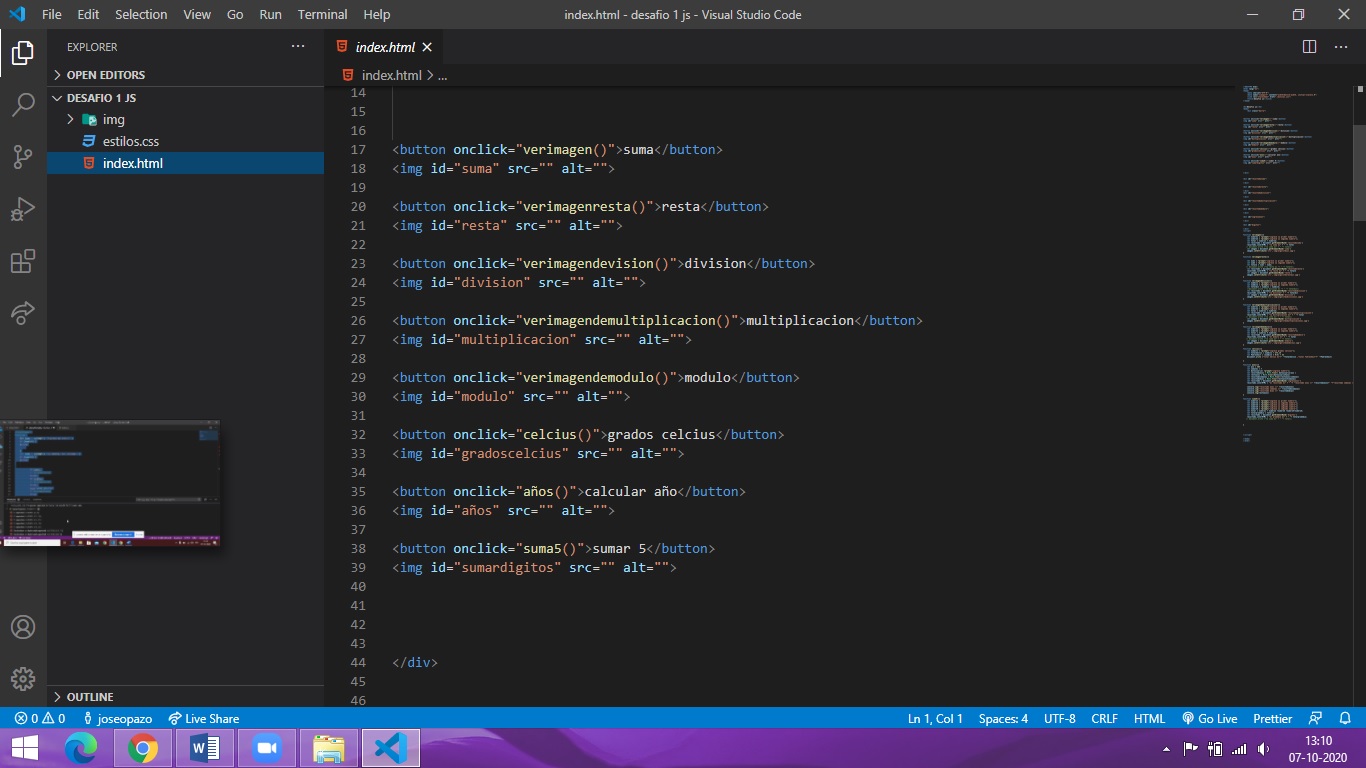 File Edit Selection View Go Run Terminal Help index.html - desafio 1 js - Visual Studio Code
EXPLORER
index.html
OPEN EDITORS
index.html > ...
DESAFIO 1 JS
img
estilos.css
index.html
14
15
16
17 <button onclick="verimagen()">suma</button>
18 <img id="suma" src="" alt="">
19
20 <button onclick="verimagenresta()">resta</button>
21 <img id="resta" src="" alt="">
22
23 <button onclick="verimagendevision()">division</button>
24 <img id="division" src="" alt="">
25
26 <button onclick="verimagendemultiplicacion()">multiplicacion</button>
27 <img id="multiplicacion" src="" alt="">
28
29 <button onclick="verimagendemodulo()">modulo</button>
30 <img id="modulo" src="" alt="">
31
32 <button onclick="celcius()">grados celcius</button>
33 <img id="gradoscelcius" src="" alt="">
34
35 <button onclick="años()">calcular año</button>
36 <img id="años" src="" alt="">
37
38 <button onclick="suma5()">sumar 5</button>
39 <img id="sumardigitos" src="" alt="">
40
41
42
43
44 </div>
45
46
OUTLINE
0 0 joseopazo Live Share Ln 1, Col 1 Spaces: 4 UTF-8 CRLF HTML Go Live Prettier
13:10
07-10-2020